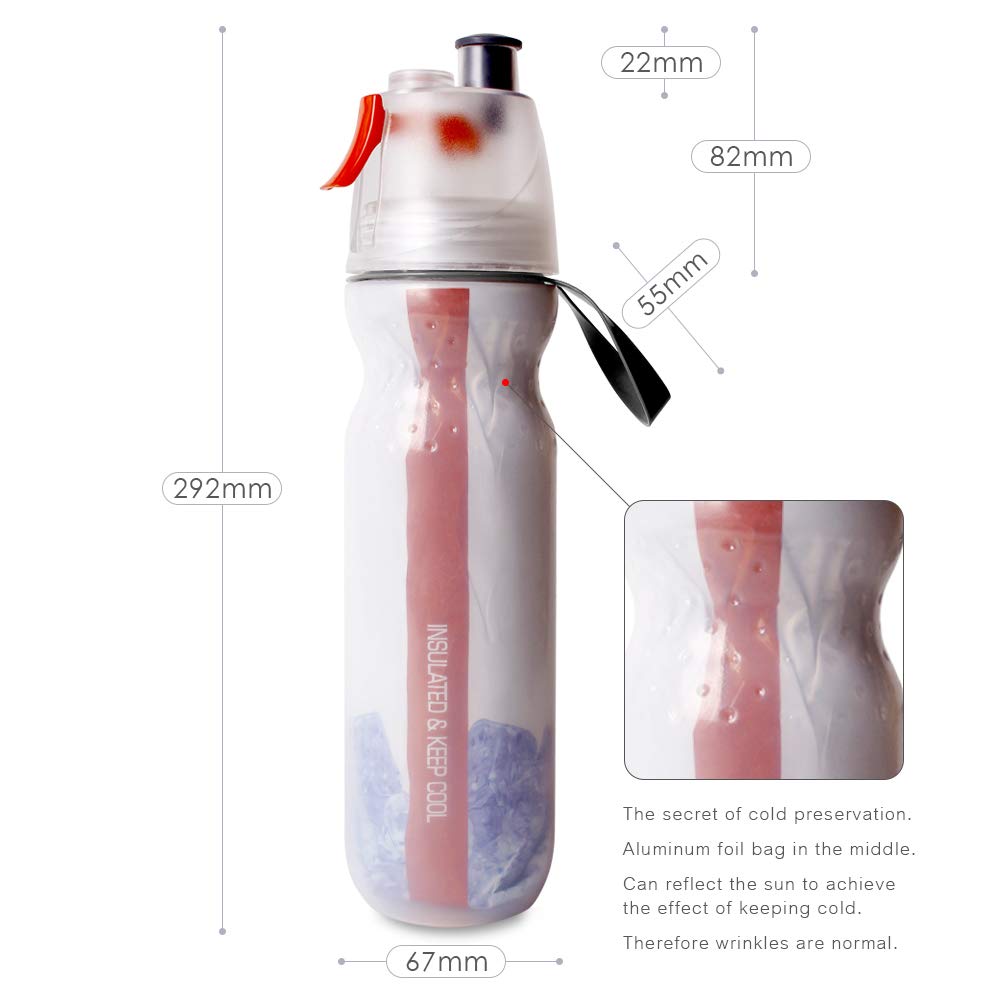 22mm
82mm
55mm
292mm
INSULATED & KEEP COOL
The secret of cold preservation.
Aluminum foil bag in the middle.
Can reflect the sun to achieve
the effect of keeping cold.
Therefore wrinkles are normal.
67mm